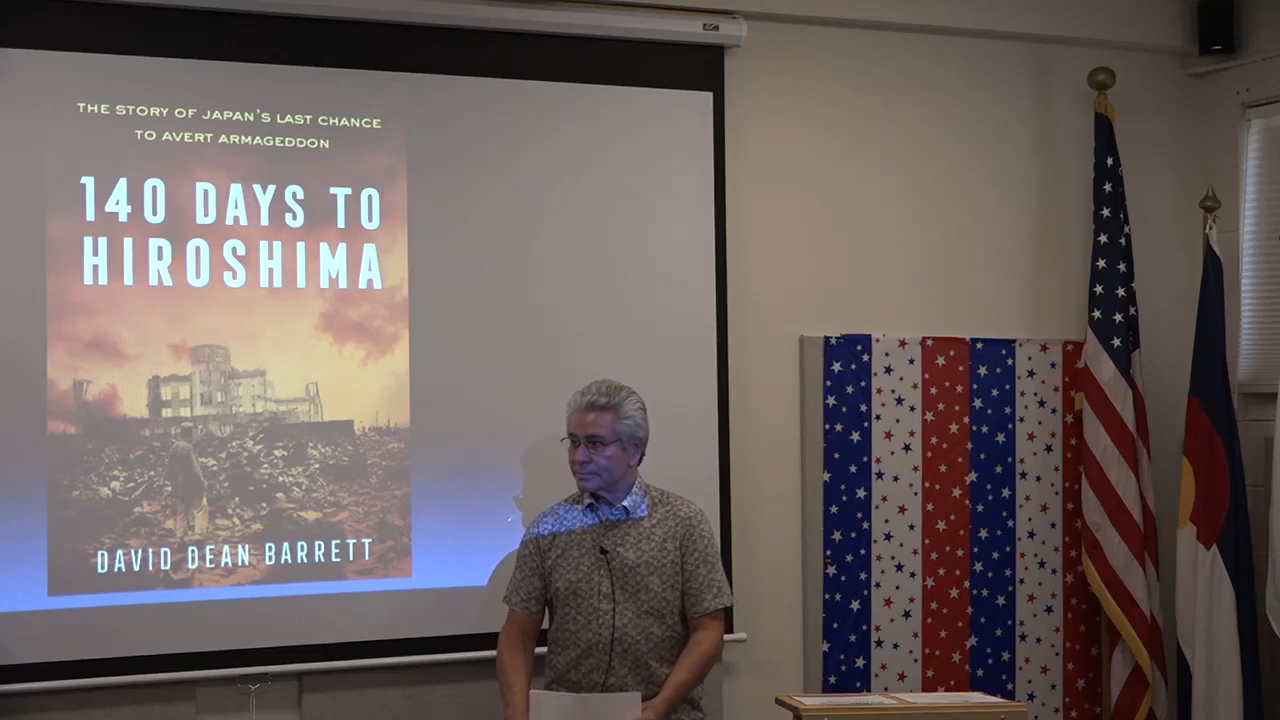 THE STORY OF JAPAN'S LAST CHANCE
TO AVERT ARMAGEDDON
140 DAYS TO
HIROSHIMA
DAVID DEAN BARRETT